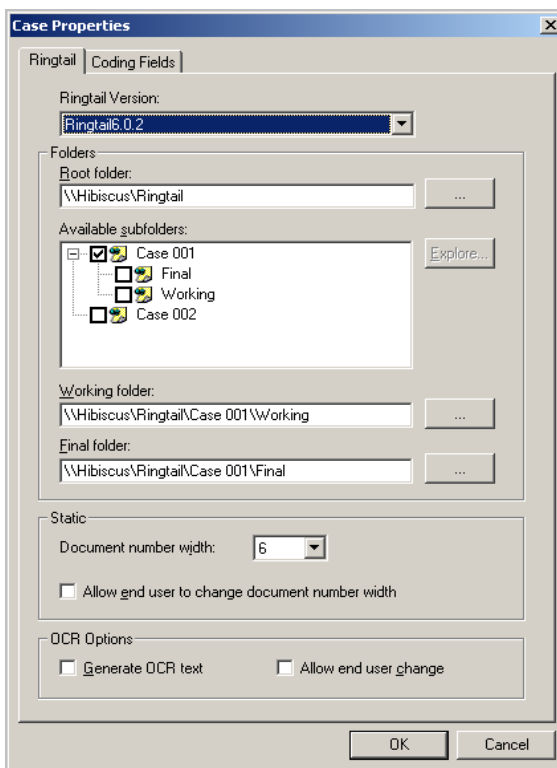 Case Properties
Ringtail Coding Fields
Ringtail Version:
Ringtail6.0.2
Folders
Root folder:
\\Hibiscus\Ringtail
...
Available subfolders:
Case 001
Explore...
Final
Working
Case 002
Working folder:
\\Hibiscus\Ringtail\Case 001\Working
...
Final folder:
\\Hibiscus\Ringtail\Case 001\Final
...
Static
Document number width: 6
Allow end user to change document number width
OCR Options
Generate OCR text Allow end user change
OK Cancel